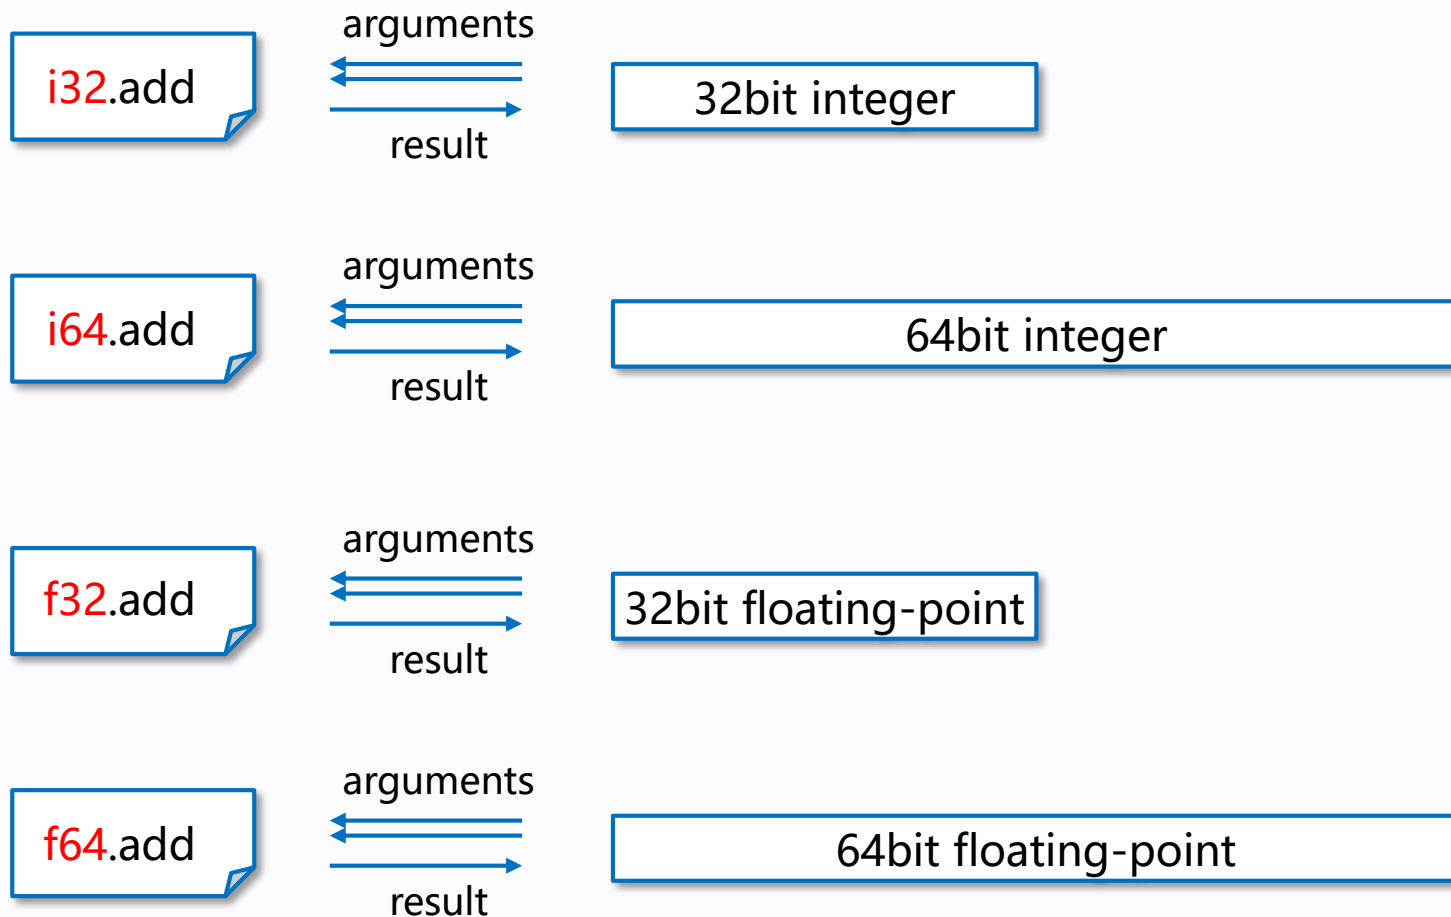 arguments
i32.add
32bit integer
result
arguments
i64.add
64bit integer
result
arguments
f32.add
32bit floating-point
result
arguments
f64.add
64bit floating-point
result